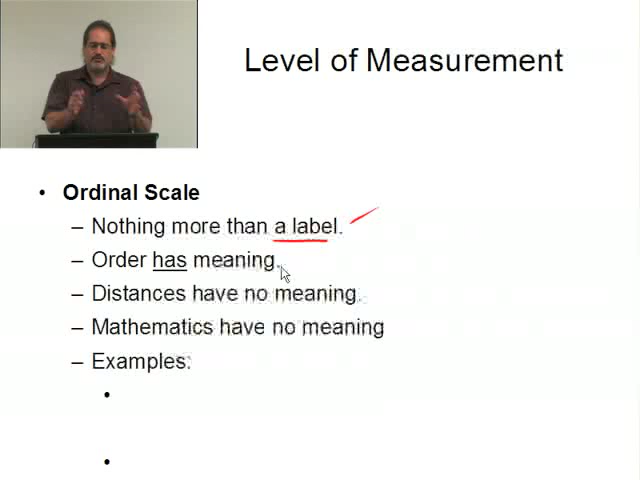 Level of Measurement
• Ordinal Scale
– Nothing more than a label.
– Order has meaning.
– Distances have no meaning.
– Mathematics have no meaning
– Examples:
•
•